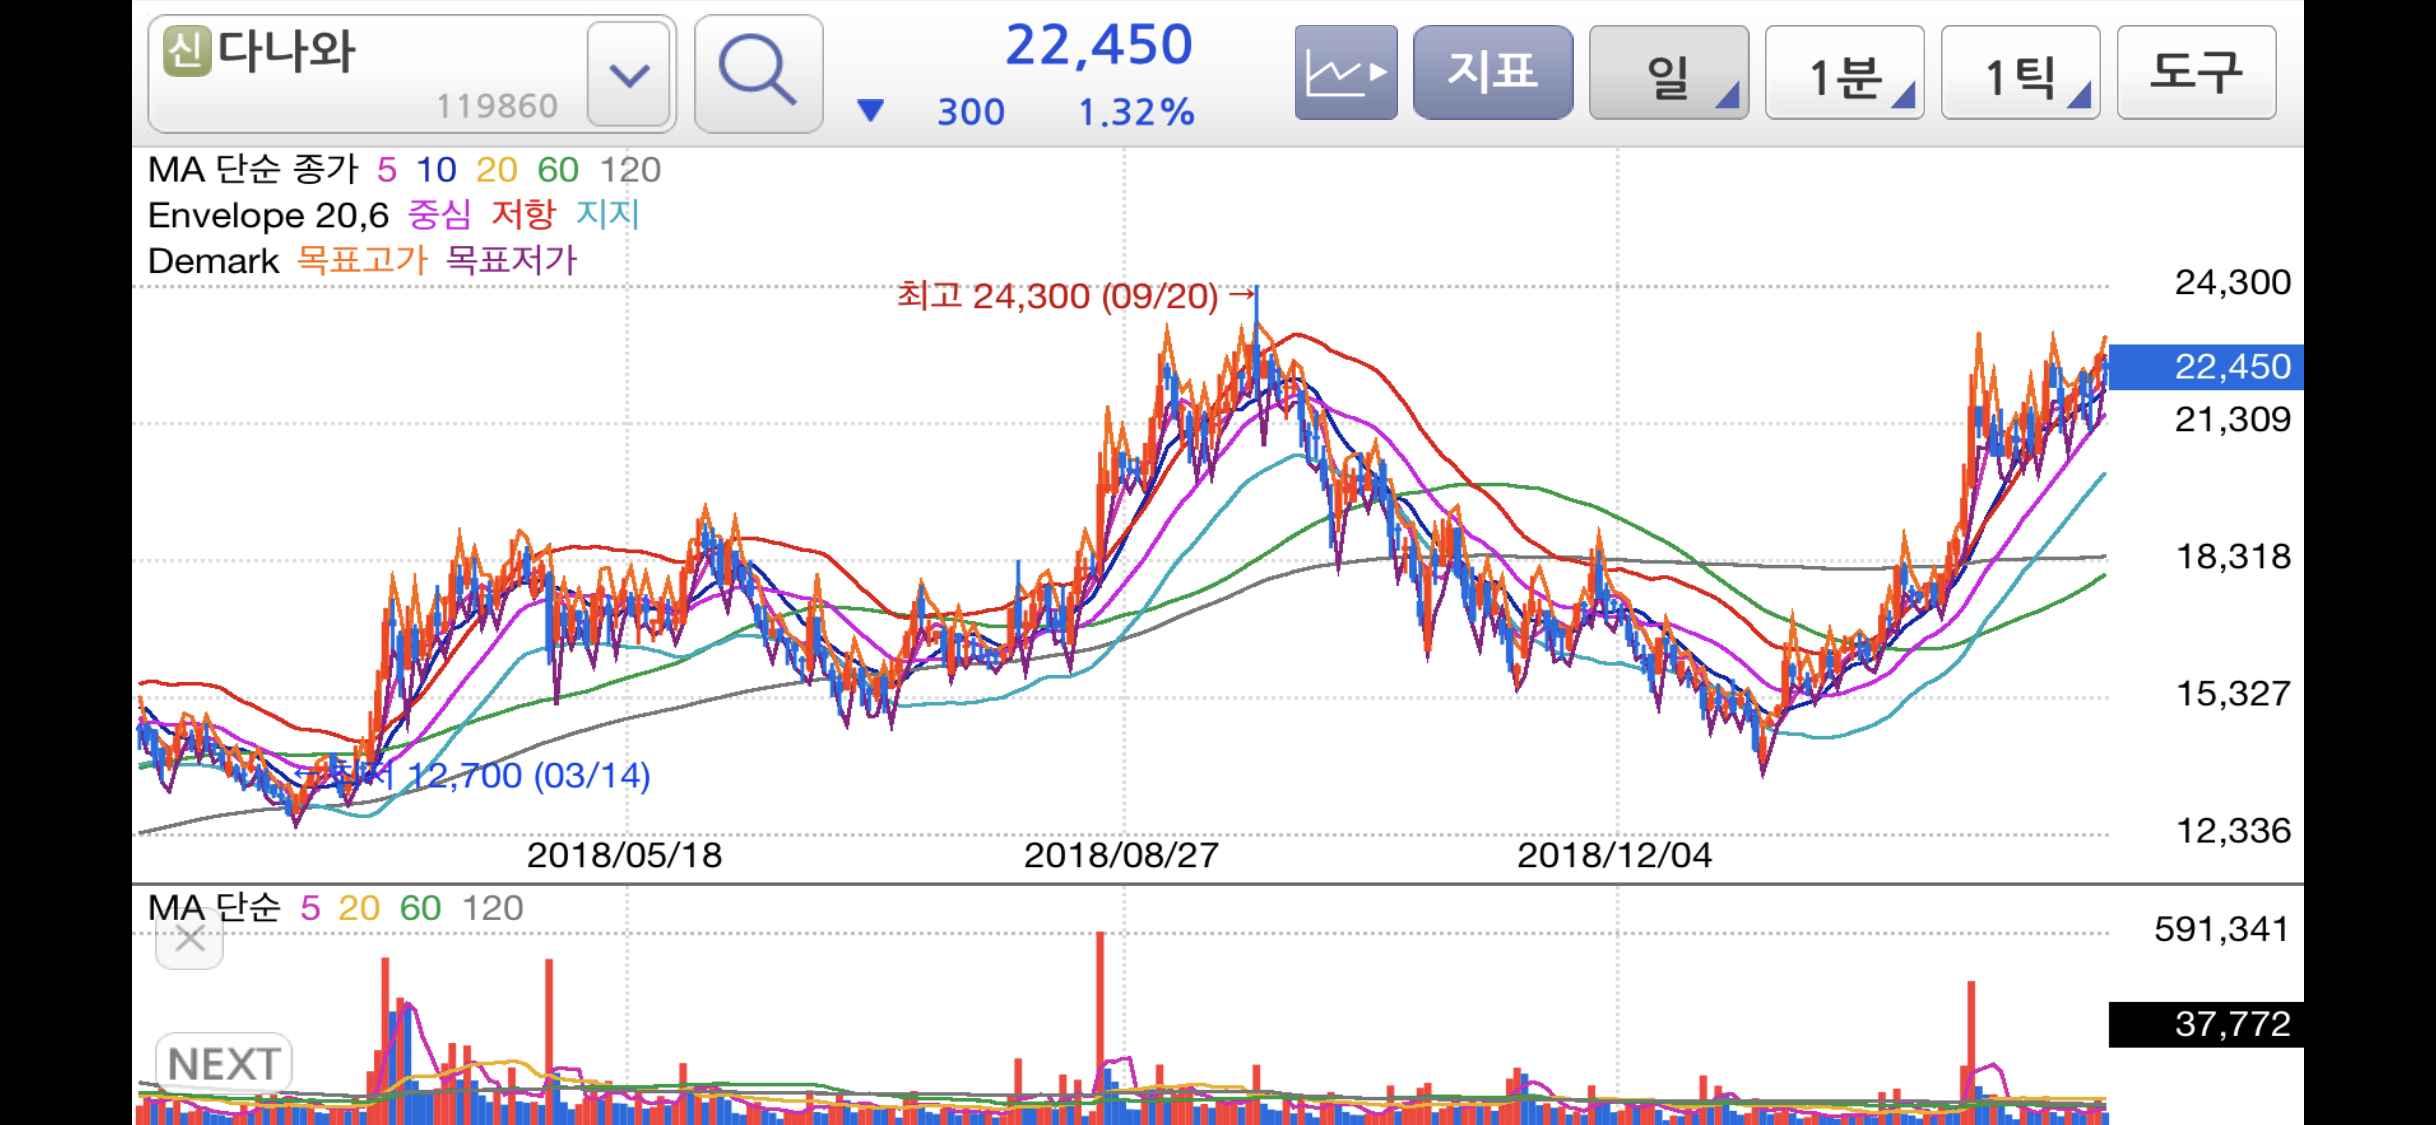 신 다나와
119860
22,450
▼ 300 1.32%
지표
일
1분
1틱
도구
MA 단순 종가 5 10 20 60 120
Envelope 20,6 중심 저항 지지
Demark 목표고가 목표저가
최고 24,300 (09/20) →
←최저 12,700 (03/14)
24,300
22,450
21,309
18,318
15,327
12,336
2018/05/18
2018/08/27
2018/12/04
MA 단순 5 20 60 120
591,341
37,772
NEXT